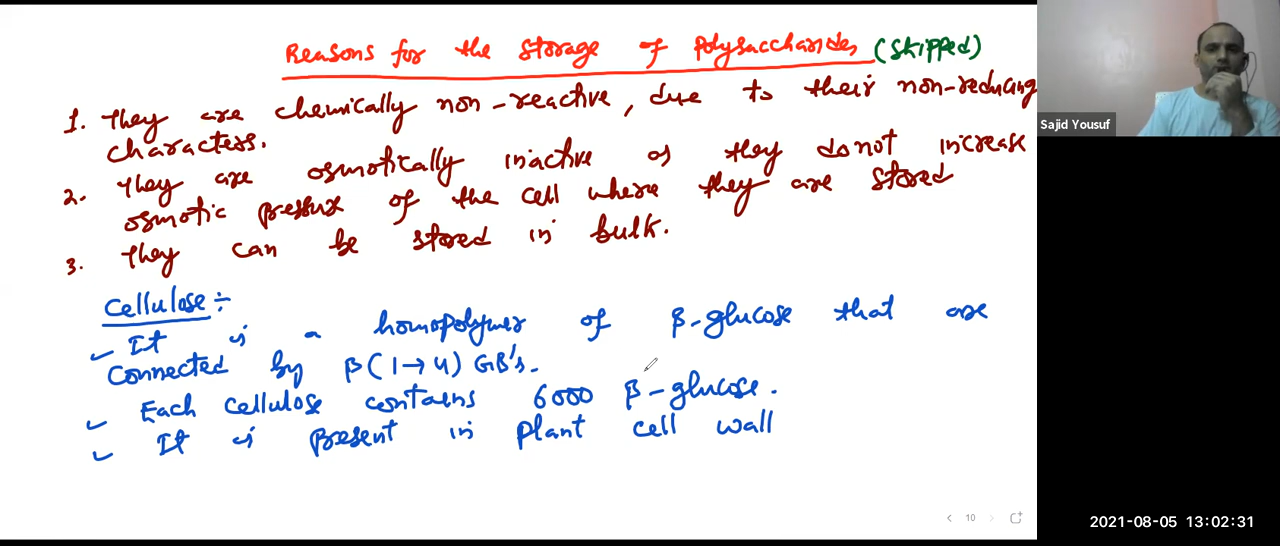 Reasons for the storage of Polysaccharides (skipped)
1. They are chemically non-reactive, due to their non-reducing
characters.
2. They are osmotically inactive as they do not increase
osmotic pressure of the cell where they are stored
3. They can be stored in bulk.
Cellulose ÷
✓ It is a homopolymer of β-glucose that are
Connected by β(1→4) GB's.
✓ Each cellulose contains 6000 β-glucose.
✓ It is present in plant cell wall
Sajid Yousuf
10
2021-08-05 13:02:31